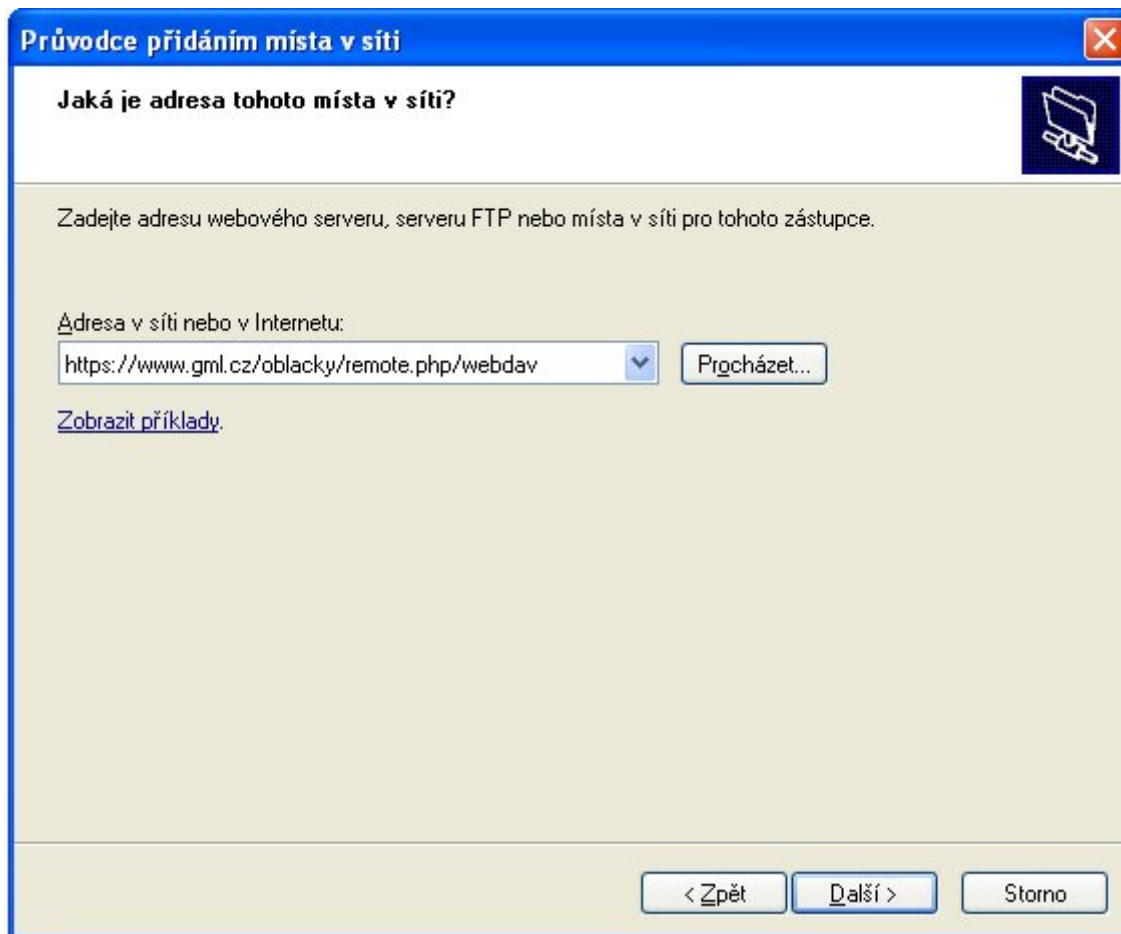 Průvodce přidáním místa v síti
Jaká je adresa tohoto místa v síti?
Zadejte adresu webového serveru, serveru FTP nebo místa v síti pro tohoto zástupce.
Adresa v síti nebo v Internetu:
https://www.gml.cz/oblacky/remote.php/webdav
Procházet...
Zobrazit příklady.
< Zpět
Další >
Storno